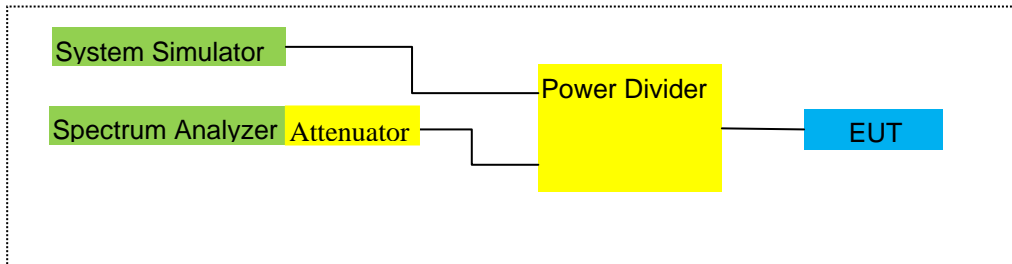 System Simulator
Power Divider
Spectrum Analyzer Attenuator
EUT